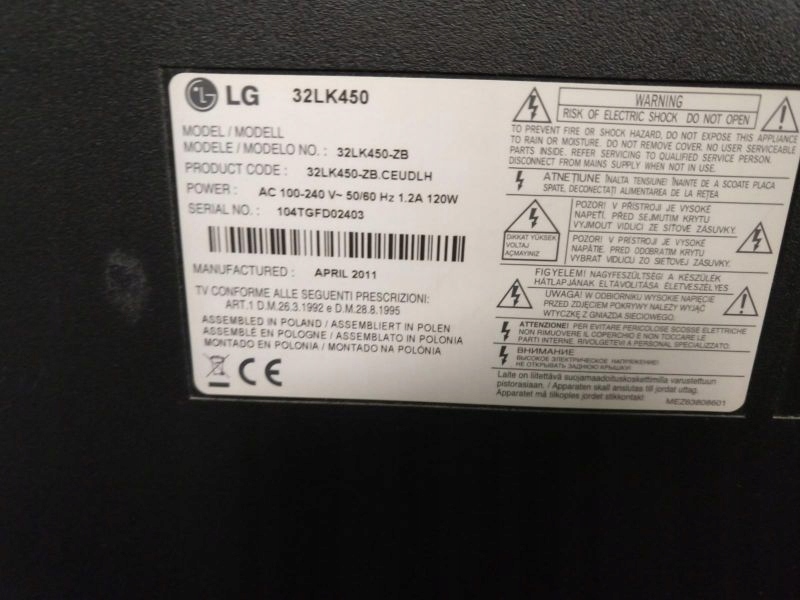 LG 32LK450
MODEL / MODELL
MODELE / MODELO NO. : 32LK450-ZB
PRODUCT CODE : 32LK450-ZB.CEUDLH
POWER : AC 100-240 V~ 50/60 Hz 1.2A 120W
SERIAL NO. : 104TGFD02403
MANUFACTURED : APRIL 2011
TV CONFORME ALLE SEGUENTI PRESCRIZIONI:
ART.1 D.M.26.3.1992 e D.M.28.8.1995
ASSEMBLED IN POLAND / ASSEMBLIERT IN POLEN
ASSEMBLÉ EN POLOGNE / ASSEMBLATO IN POLONIA
MONTADO EN POLONIA / MONTADO NA POLÓNIA
CE
WARNING
RISK OF ELECTRIC SHOCK DO NOT OPEN
TO PREVENT FIRE OR SHOCK HAZARD, DO NOT EXPOSE THIS APPLIANCE
TO RAIN OR MOISTURE. DO NOT REMOVE COVER. NO USER SERVICEABLE
PARTS INSIDE. REFER SERVICING TO QUALIFIED SERVICE PERSON.
DISCONNECT FROM MAINS SUPPLY WHEN NOT IN USE.
ATNEŢIUNE ÎNALTA TENSIUNE! ÎNAINTE DE A SCOATE PLACA
SPATE, DECONECTAŢI ALIMENTAREA DE LA REŢEA
DIKKAT YÜKSEK
VOLTAJ
AÇMAYINIZ
POZOR! V PŘÍSTROJI JE VYSOKÉ
NAPĚTÍ, PŘED SEJMUTÍM KRYTU
VYJMOUT VIDLICI ZE SÍŤOVÉ ZÁSUVKY.
POZOR! V PRÍSTROJI JE VYSOKÉ
NAPÄTIE. PRED ODOBRATÍM KRYTU
VYBRAŤ VIDLICU ZO SIEŤOVEJ ZÁSUVKY.
FIGYELEM! NAGYFESZÜLTSÉG! A KÉSZÜLÉK
HÁTLAPJÁNAK ELTÁVOLÍTÁSA ÉLETVESZÉLYES
UWAGA! W ODBIORNIKU WYSOKIE NAPIĘCIE
PRZED ZDJĘCIEM POKRYWY NALEŻY WYJĄĆ
WTYCZKĘ Z GNIAZDA SIECIOWEGO.
ATTENZIONE! PER EVITARE PERICOLOSE SCOSSE ELETTRICHE
NON RIMUOVERE IL COPERCHIO E NON TOCCARE LE
PARTI INTERNE. RIVOLGETEVI A PERSONALE SPECIALIZZATO.
ВНИМАНИЕ
ВЫСОКОЕ ЭЛЕКТРИЧЕСКОЕ НАПРЯЖЕНИЕ!
НЕ ОТКРЫВАТЬ ЗАДНЮЮ КРЫШКУ!
Laite on liitettävä suojamaadoituskoskettimilla varustettuun
pistorasiaan. / Apparaten skall anslutas till jordat uttag.
Apparatet må tilkoples jordet stikkontakt.
MEZ63808601